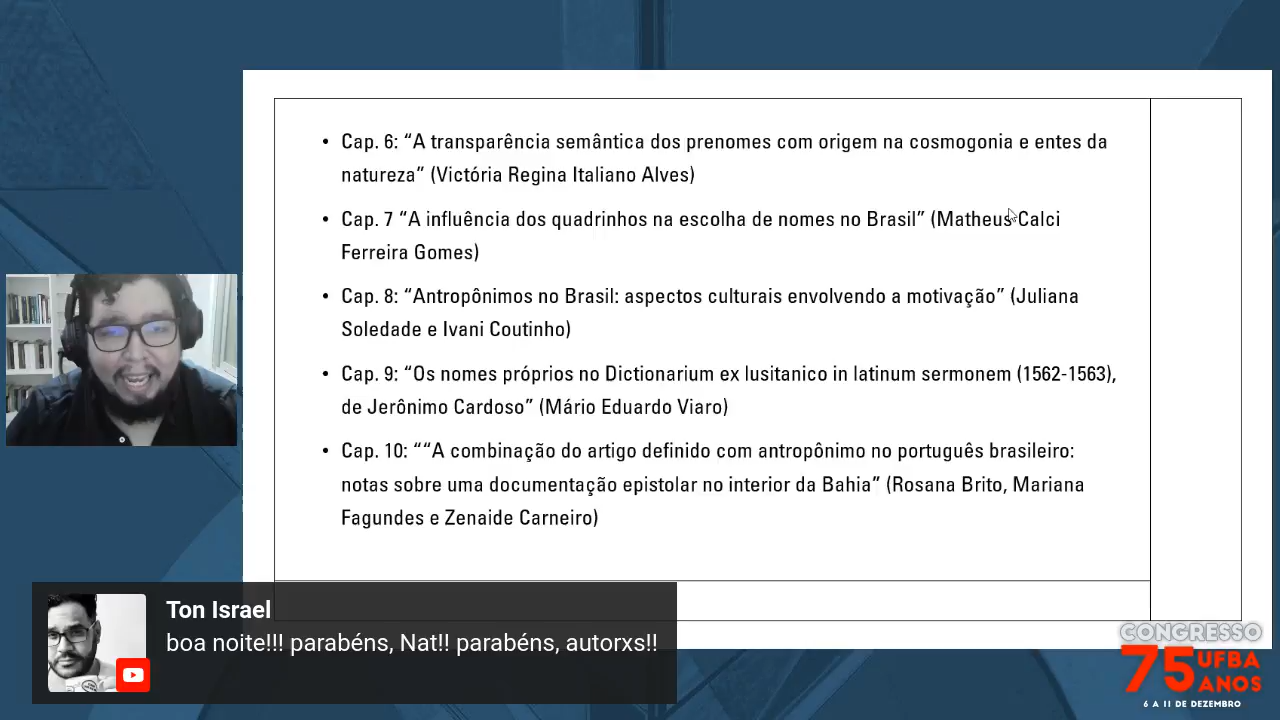 • Cap. 6: “A transparência semântica dos prenomes com origem na cosmogonia e entes da
natureza” (Victória Regina Italiano Alves)
• Cap. 7 “A influência dos quadrinhos na escolha de nomes no Brasil” (Matheus Calci
Ferreira Gomes)
• Cap. 8: “Antropônimos no Brasil: aspectos culturais envolvendo a motivação” (Juliana
Soledade e Ivani Coutinho)
• Cap. 9: “Os nomes próprios no Dictionarium ex lusitanico in latinum sermonem (1562-1563),
de Jerônimo Cardoso” (Mário Eduardo Viaro)
• Cap. 10: ““A combinação do artigo definido com antropônimo no português brasileiro:
notas sobre uma documentação epistolar no interior da Bahia” (Rosana Brito, Mariana
Fagundes e Zenaide Carneiro)
Ton Israel
boa noite!!! parabéns, Nat!! parabéns, autorxs!!
CONGRESSO
75 UFBA
ANOS
6 A 11 DE DEZEMBRO